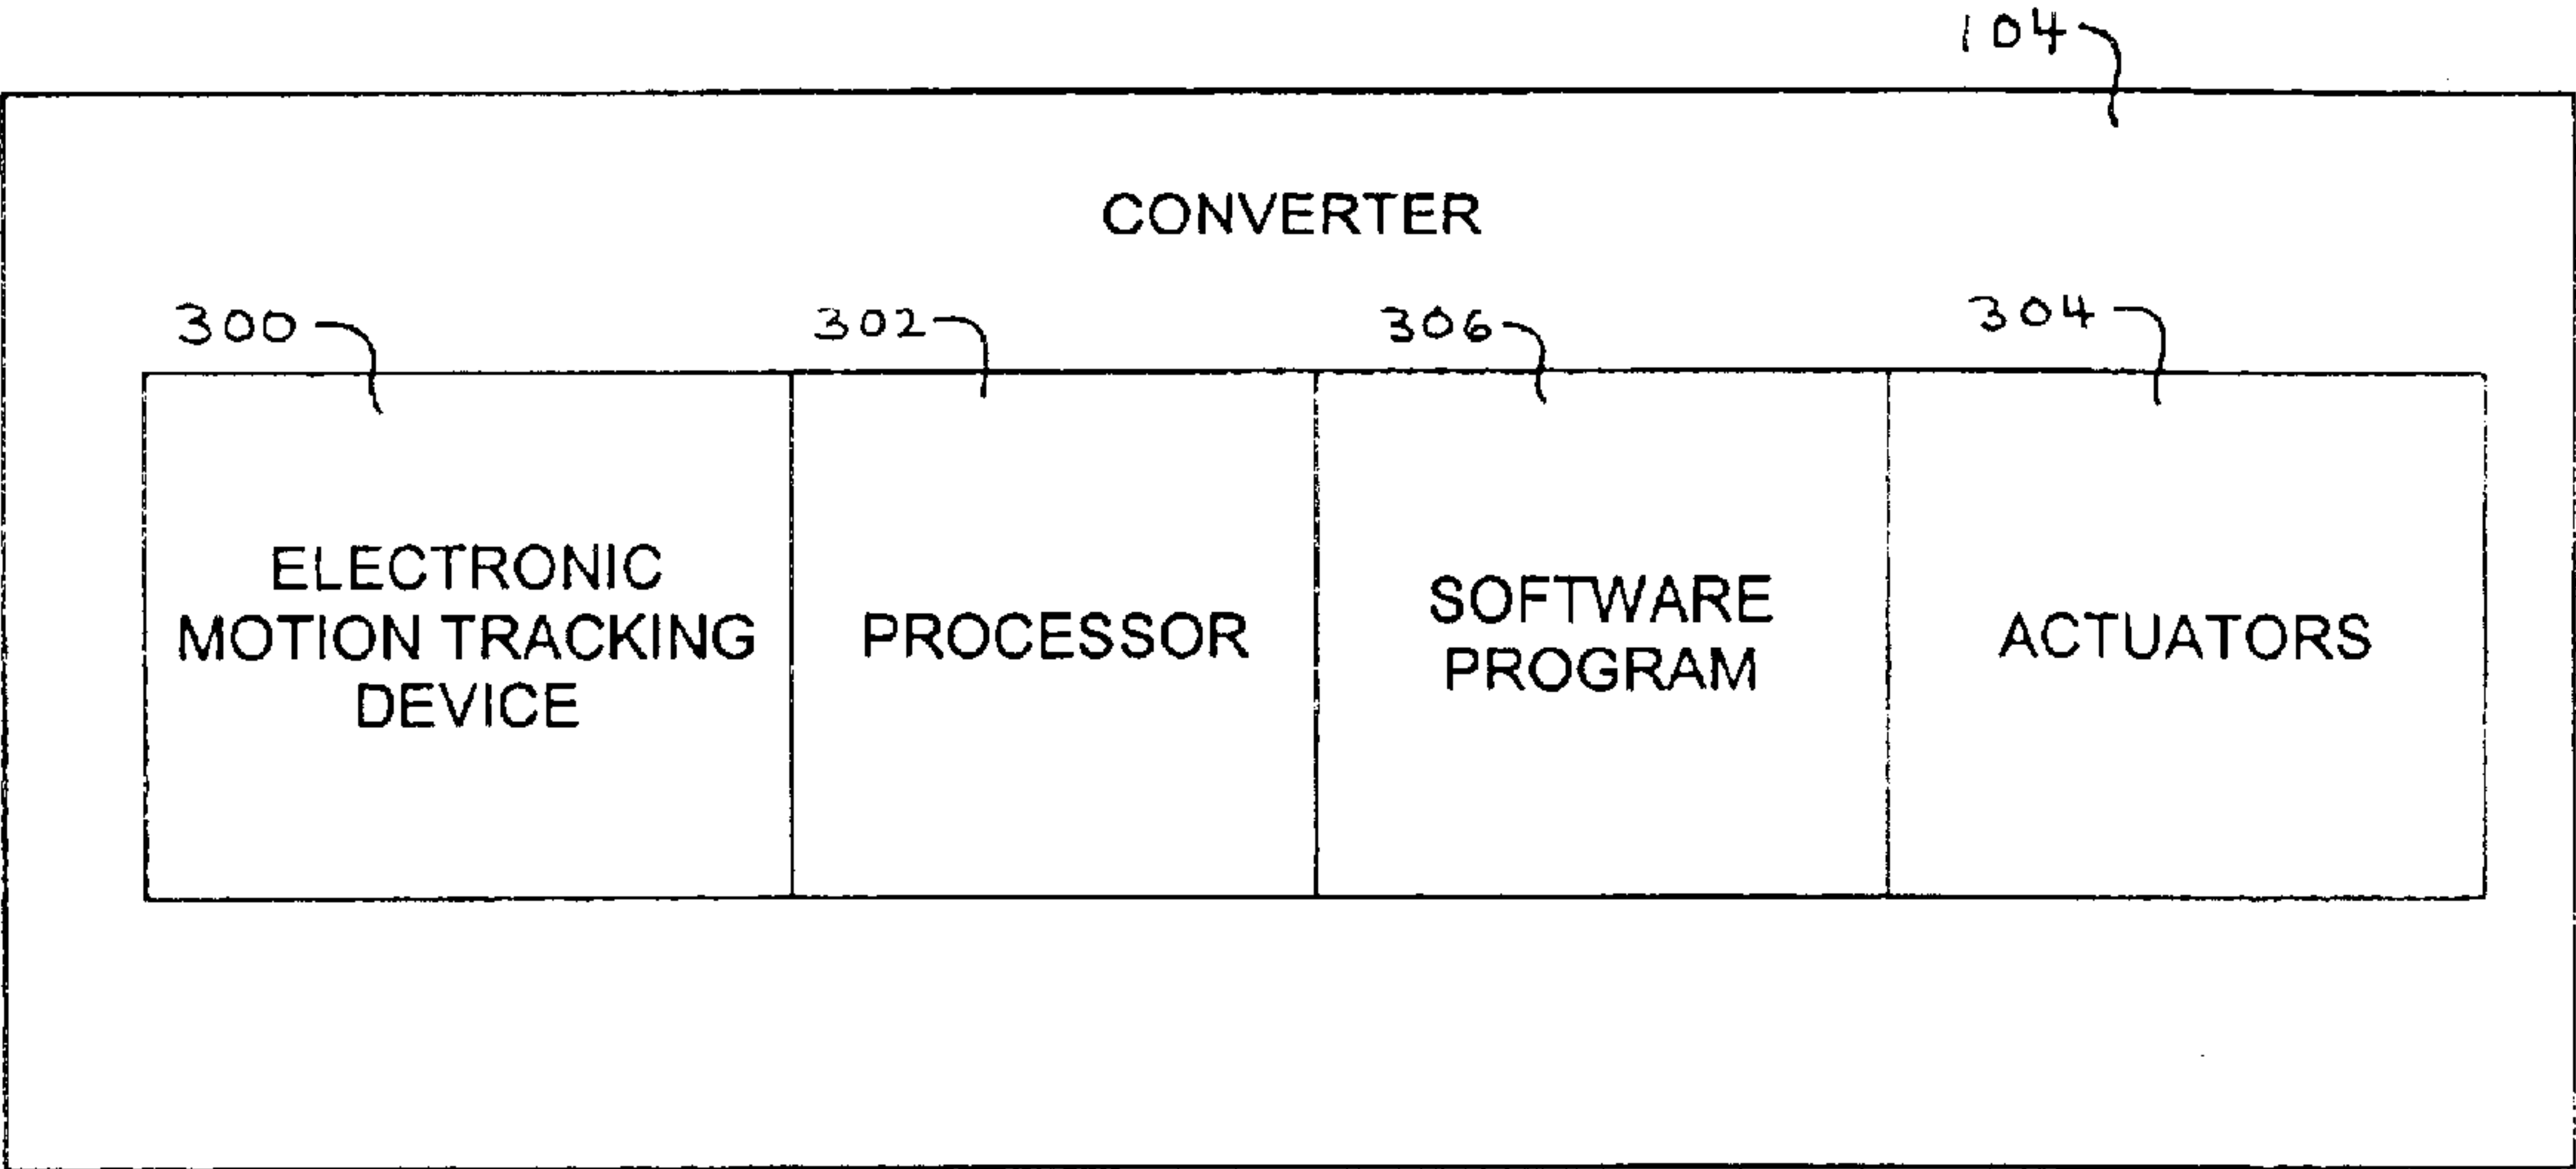 104
CONVERTER
300
302
306
304
ELECTRONIC
MOTION TRACKING
DEVICE
PROCESSOR
SOFTWARE
PROGRAM
ACTUATORS